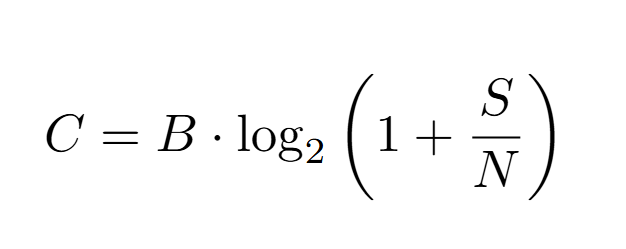 C = B · log₂ (1 + S/N)